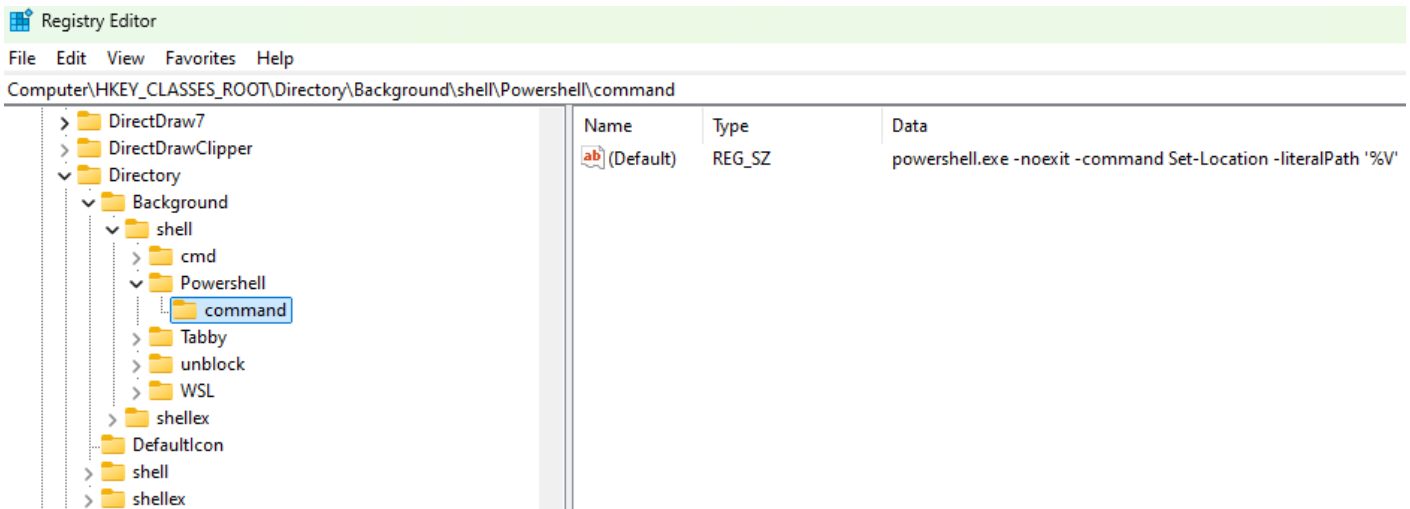 Registry Editor
File Edit View Favorites Help
Computer\HKEY_CLASSES_ROOT\Directory\Background\shell\Powershell\command
DirectDraw7
DirectDrawClipper
Directory
Background
shell
cmd
Powershell
command
Tabby
unblock
WSL
shellex
DefaultIcon
shell
shellex
Name Type Data
ab (Default) REG_SZ powershell.exe -noexit -command Set-Location -literalPath '%V'